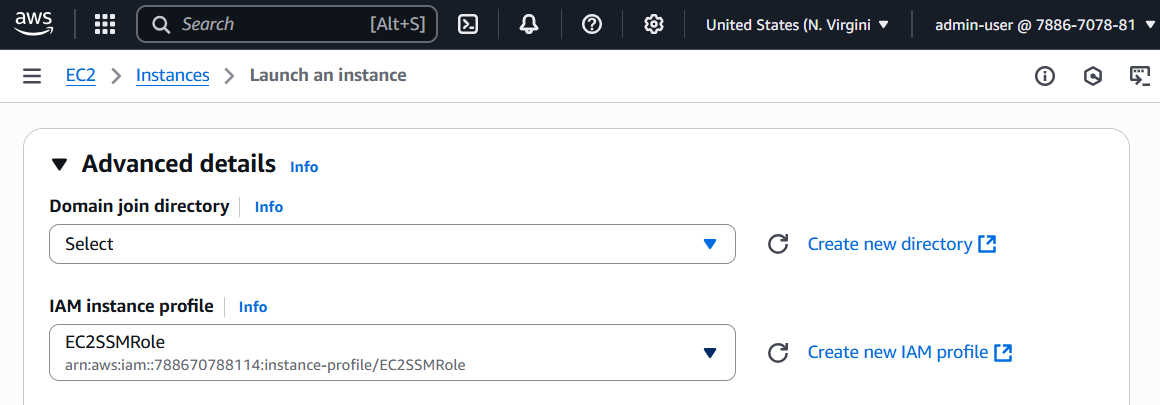 aws
Search [Alt+S]
United States (N. Virgini
admin-user @ 7886-7078-81
EC2 > Instances > Launch an instance
Advanced details Info
Domain join directory Info
Select
Create new directory
IAM instance profile Info
EC2SSMRole
arn:aws:iam::788670788114:instance-profile/EC2SSMRole
Create new IAM profile